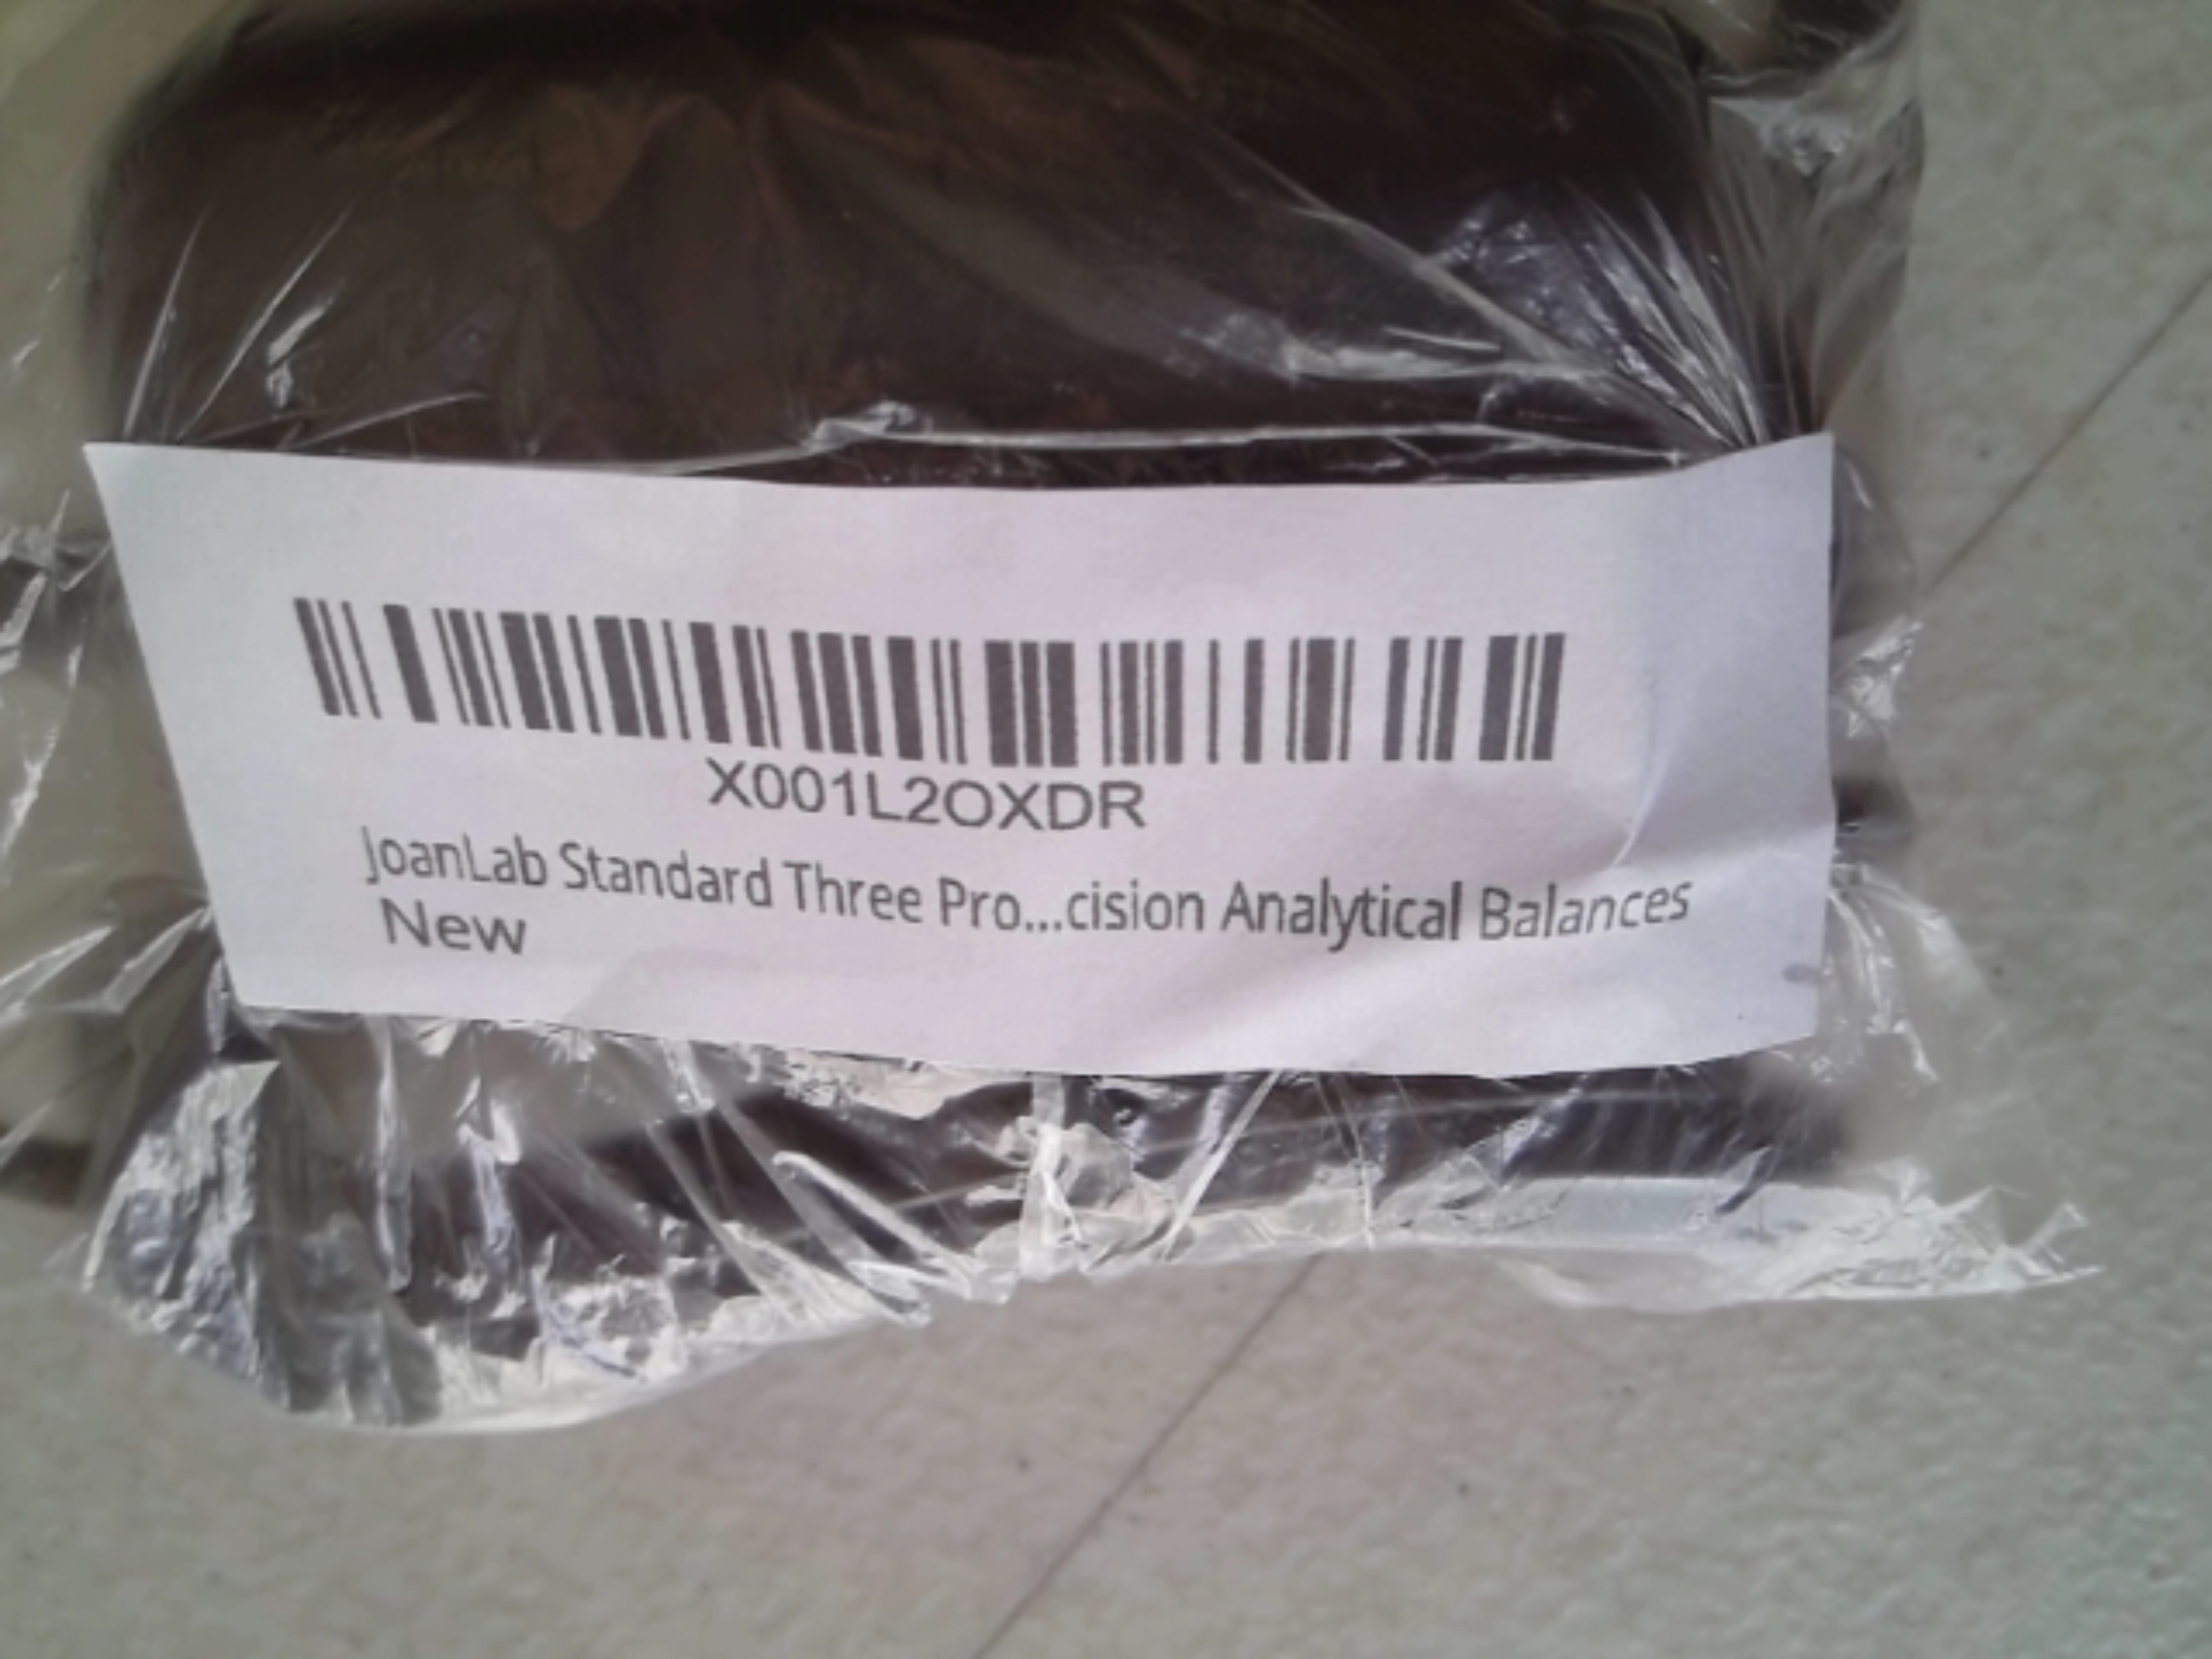 X001L2OXDR
JoanLab Standard Three Pro...cision Analytical Balances
New